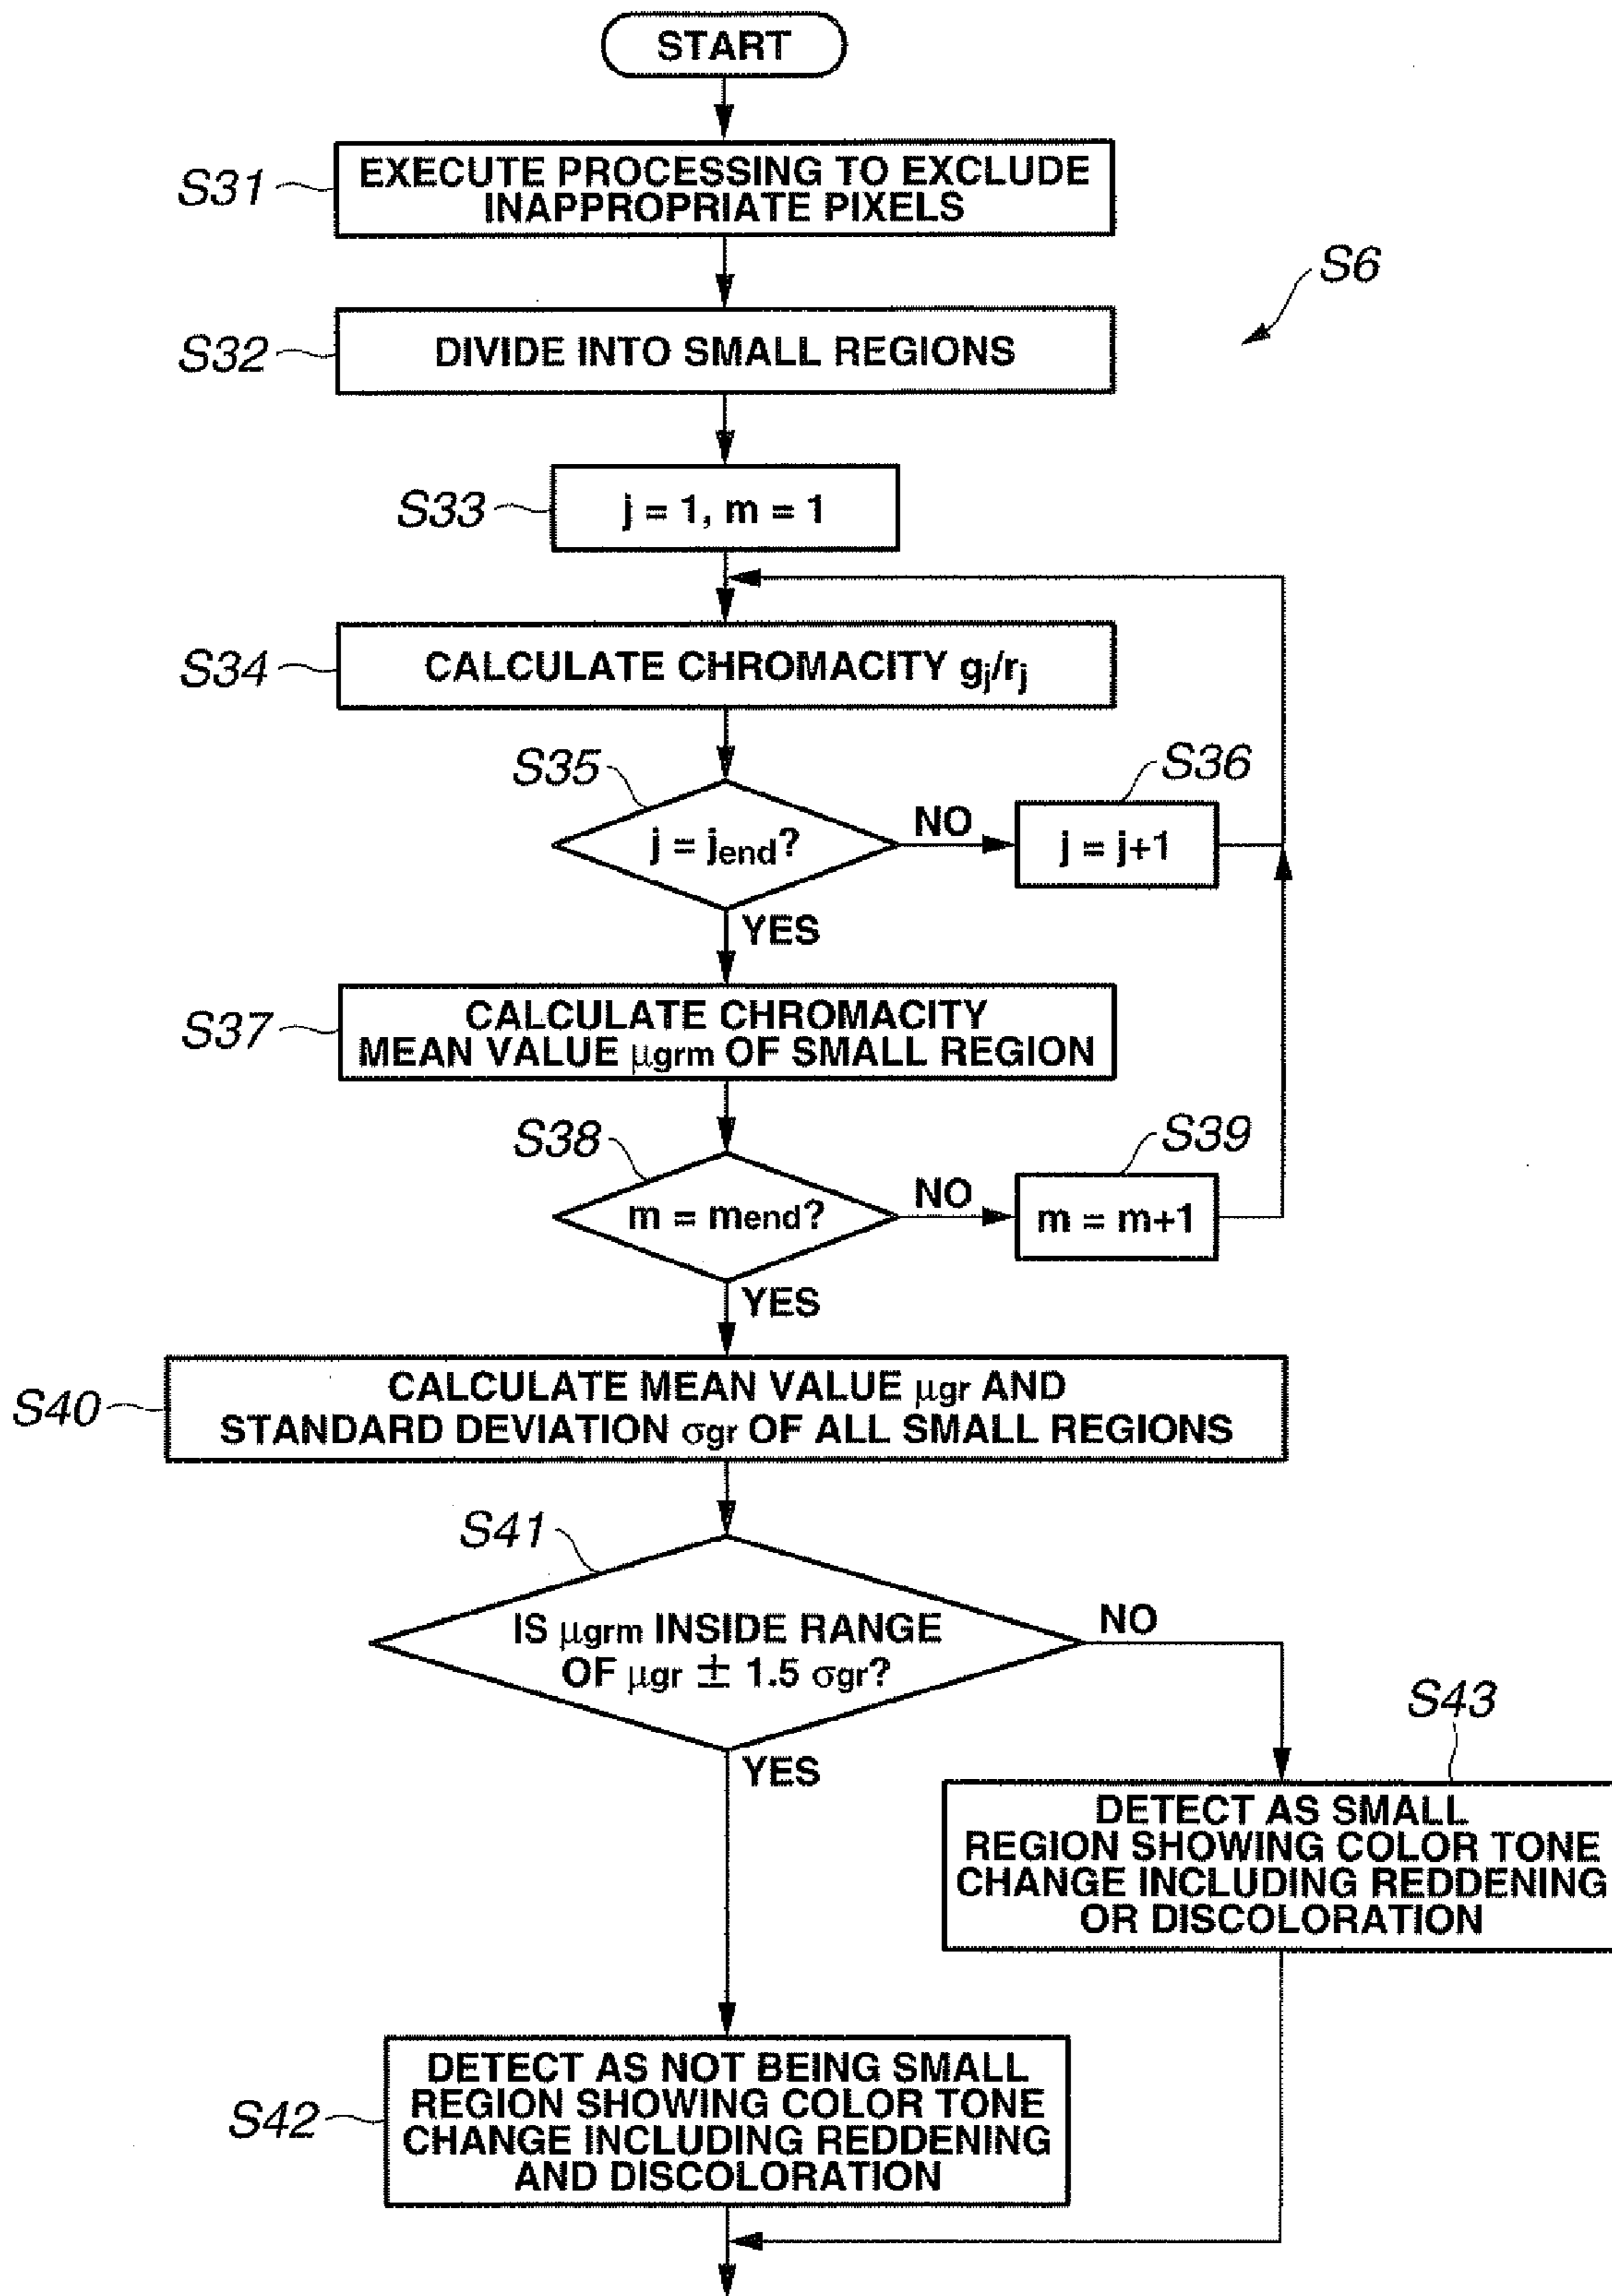 START
S31
EXECUTE PROCESSING TO EXCLUDE
INAPPROPRIATE PIXELS
S6
S32
DIVIDE INTO SMALL REGIONS
S33
j = 1, m = 1
S34
CALCULATE CHROMACITY gj/rj
S35
j = jend?
NO
S36
j = j+1
YES
S37
CALCULATE CHROMACITY
MEAN VALUE μgrm OF SMALL REGION
S38
m = mend?
NO
S39
m = m+1
YES
S40
CALCULATE MEAN VALUE μgr AND
STANDARD DEVIATION σgr OF ALL SMALL REGIONS
S41
IS μgrm INSIDE RANGE
OF μgr ± 1.5 σgr?
NO
YES
S43
DETECT AS SMALL
REGION SHOWING COLOR TONE
CHANGE INCLUDING REDDENING
OR DISCOLORATION
S42
DETECT AS NOT BEING SMALL
REGION SHOWING COLOR TONE
CHANGE INCLUDING REDDENING
AND DISCOLORATION